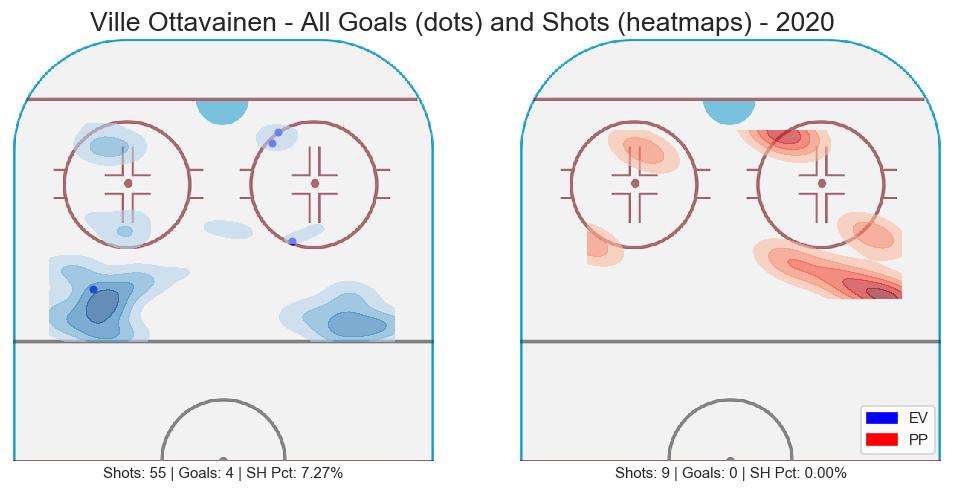 Ville Ottavainen - All Goals (dots) and Shots (heatmaps) - 2020
EV
PP
Shots: 55 | Goals: 4 | SH Pct: 7.27%
Shots: 9 | Goals: 0 | SH Pct: 0.00%